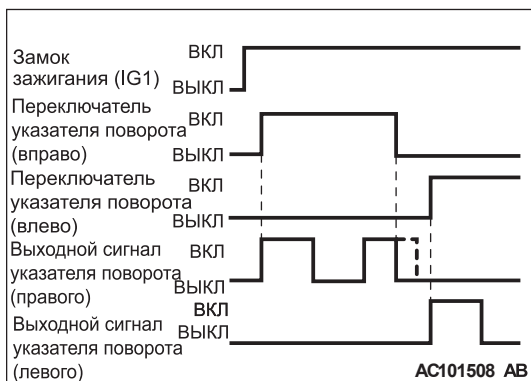 Замок
зажигания (IG1)
ВКЛ
ВЫКЛ
Переключатель
указателя поворота
(вправо)
ВКЛ
ВЫКЛ
Переключатель
указателя поворота
(влево)
ВКЛ
ВЫКЛ
Выходной сигнал
указателя поворота
(правого)
ВКЛ
ВЫКЛ
Выходной сигнал
указателя поворота
(левого)
ВКЛ
ВЫКЛ
AC101508 AB